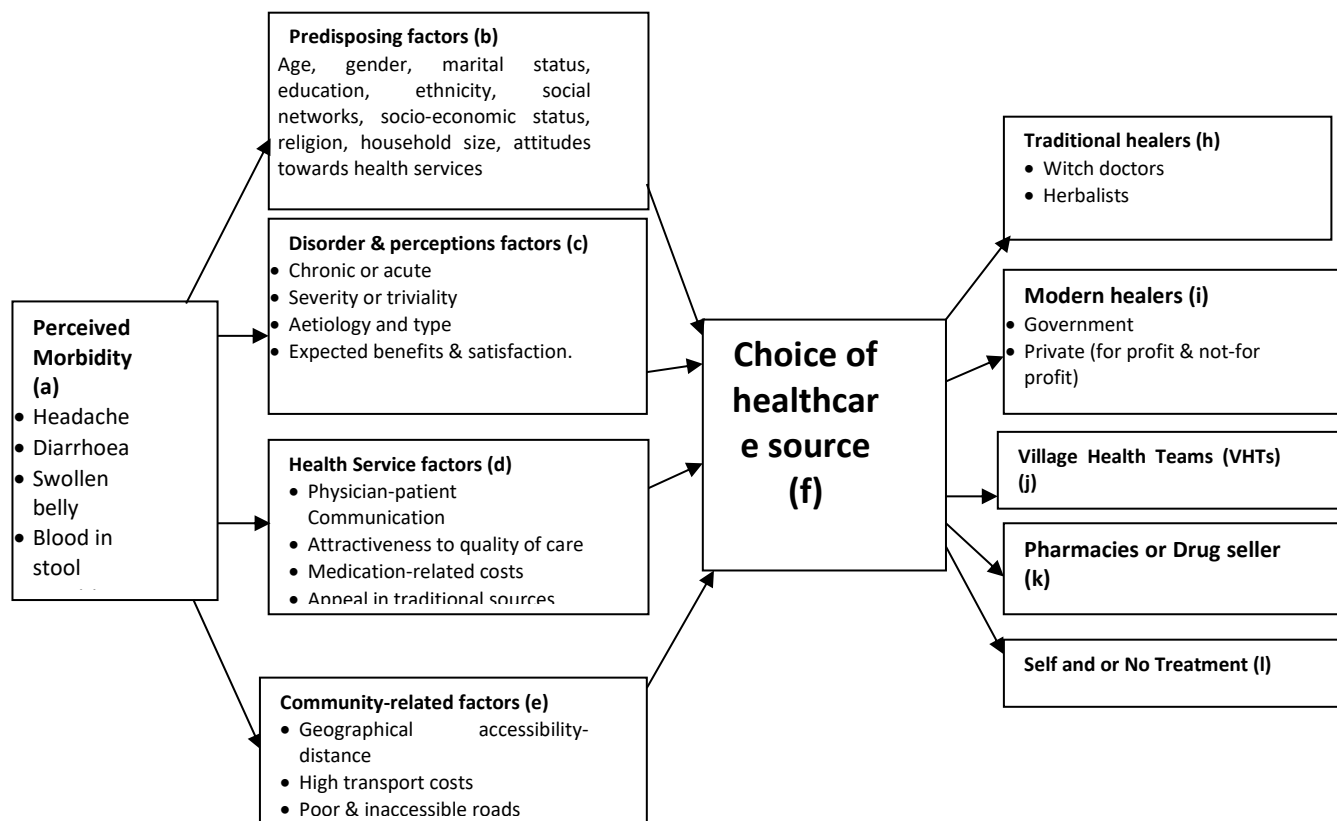 Predisposing factors (b)
Age, gender, marital status,
education, ethnicity, social
networks, socio-economic status,
religion, household size, attitudes
towards health services
Disorder & perceptions factors (c)
• Chronic or acute
• Severity or triviality
• Aetiology and type
• Expected benefits & satisfaction.
Perceived
Morbidity
(a)
• Headache
• Diarrhoea
• Swollen
belly
• Blood in
stool
Health Service factors (d)
• Physician-patient
Communication
• Attractiveness to quality of care
• Medication-related costs
• Appeal in traditional sources
Community-related factors (e)
• Geographical accessibility-
distance
• High transport costs
• Poor & inaccessible roads
Choice of
healthcar
e source
(f)
Traditional healers (h)
• Witch doctors
• Herbalists
Modern healers (i)
• Government
• Private (for profit & not-for
profit)
Village Health Teams (VHTs)
(j)
Pharmacies or Drug seller
(k)
Self and or No Treatment (l)